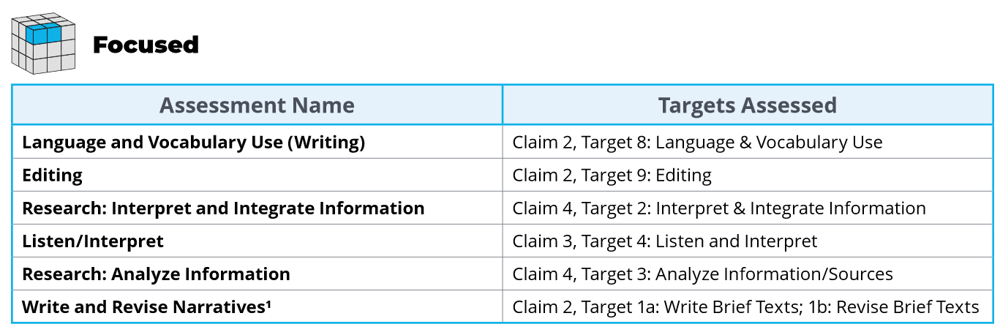 Focused
Assessment Name Targets Assessed
Language and Vocabulary Use (Writing) Claim 2, Target 8: Language & Vocabulary Use
Editing Claim 2, Target 9: Editing
Research: Interpret and Integrate Information Claim 4, Target 2: Interpret & Integrate Information
Listen/Interpret Claim 3, Target 4: Listen and Interpret
Research: Analyze Information Claim 4, Target 3: Analyze Information/Sources
Write and Revise Narratives¹ Claim 2, Target 1a: Write Brief Texts; 1b: Revise Brief Texts